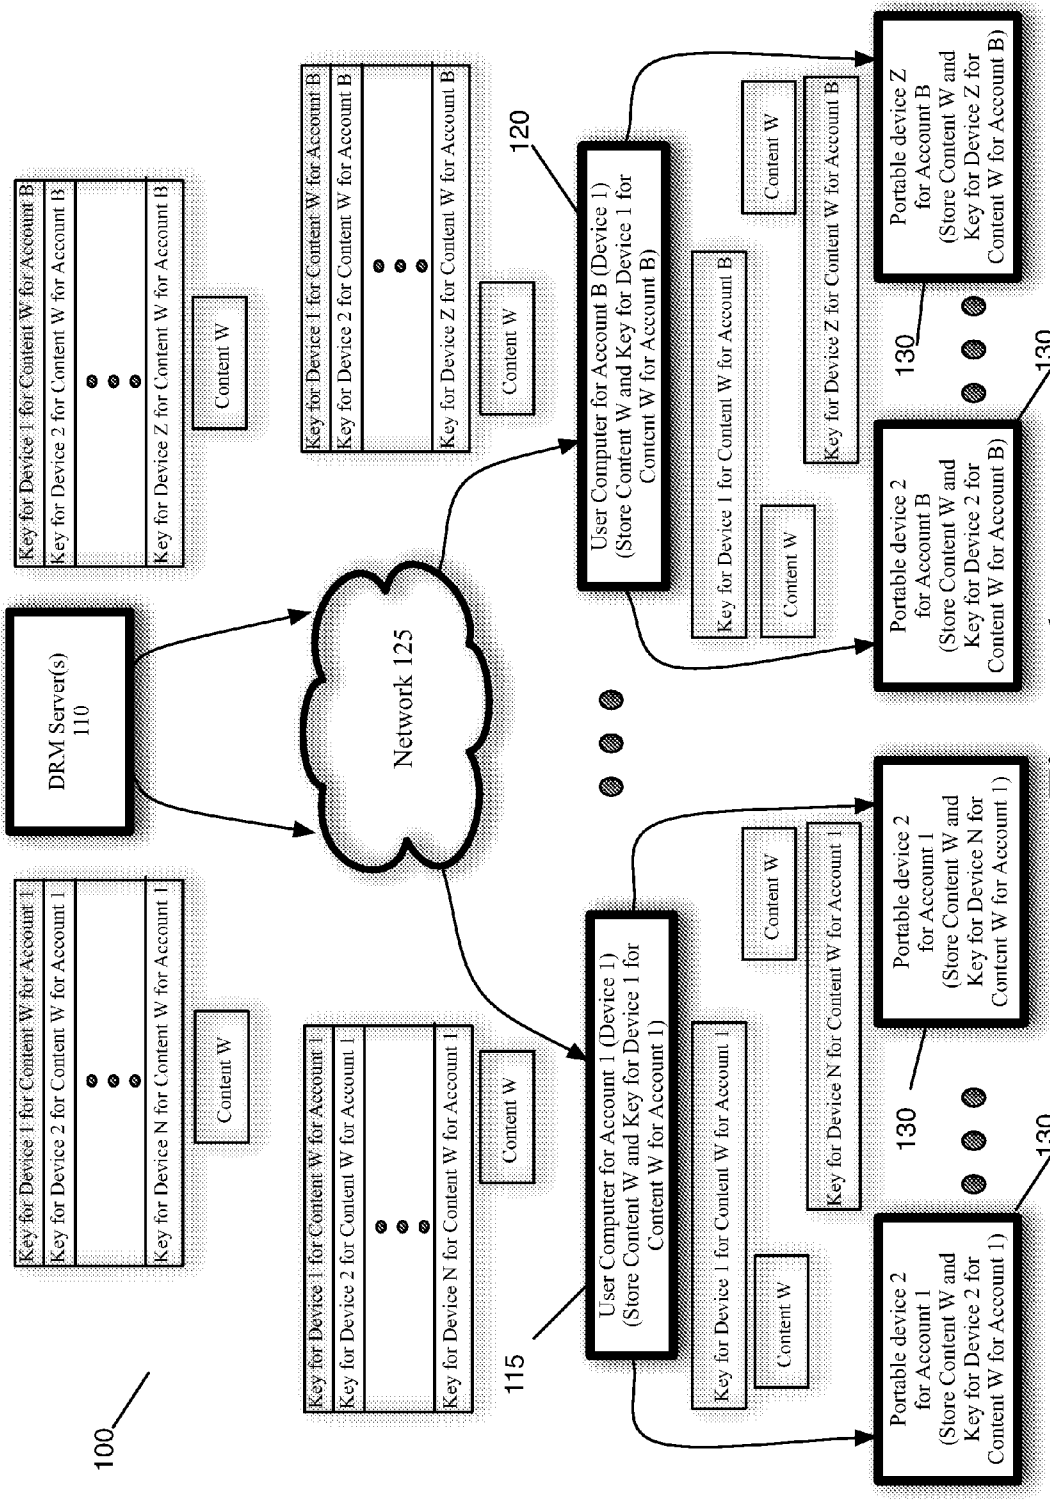 100
Key for Device 1 for Content W for Account 1
Key for Device 2 for Content W for Account 1
Key for Device N for Content W for Account 1
Content W
DRM Server(s)
110
Key for Device 1 for Content W for Account B
Key for Device 2 for Content W for Account B
Key for Device Z for Content W for Account B
Content W
Key for Device 1 for Content W for Account 1
Key for Device 2 for Content W for Account 1
Key for Device N for Content W for Account 1
Content W
Network 125
Key for Device 1 for Content W for Account B
Key for Device 2 for Content W for Account B
Key for Device Z for Content W for Account B
Content W
115
User Computer for Account 1 (Device 1)
(Store Content W and Key for Device 1 for
Content W for Account 1)
120
User Computer for Account B (Device 1)
(Store Content W and Key for Device 1 for
Content W for Account B)
Key for Device 1 for Content W for Account 1
Content W
Content W
Key for Device N for Content W for Account 1
Key for Device 1 for Content W for Account B
Content W
Content W
Key for Device Z for Content W for Account B
Portable device 2
for Account 1
(Store Content W and
Key for Device 2 for
Content W for Account 1)
130
130
Portable device 2
for Account 1
(Store Content W and
Key for Device N for
Content W for Account 1)
Portable device 2
for Account B
(Store Content W and
Key for Device 2 for
Content W for Account B)
130
130
Portable device Z
for Account B
(Store Content W and
Key for Device Z for
Content W for Account B)